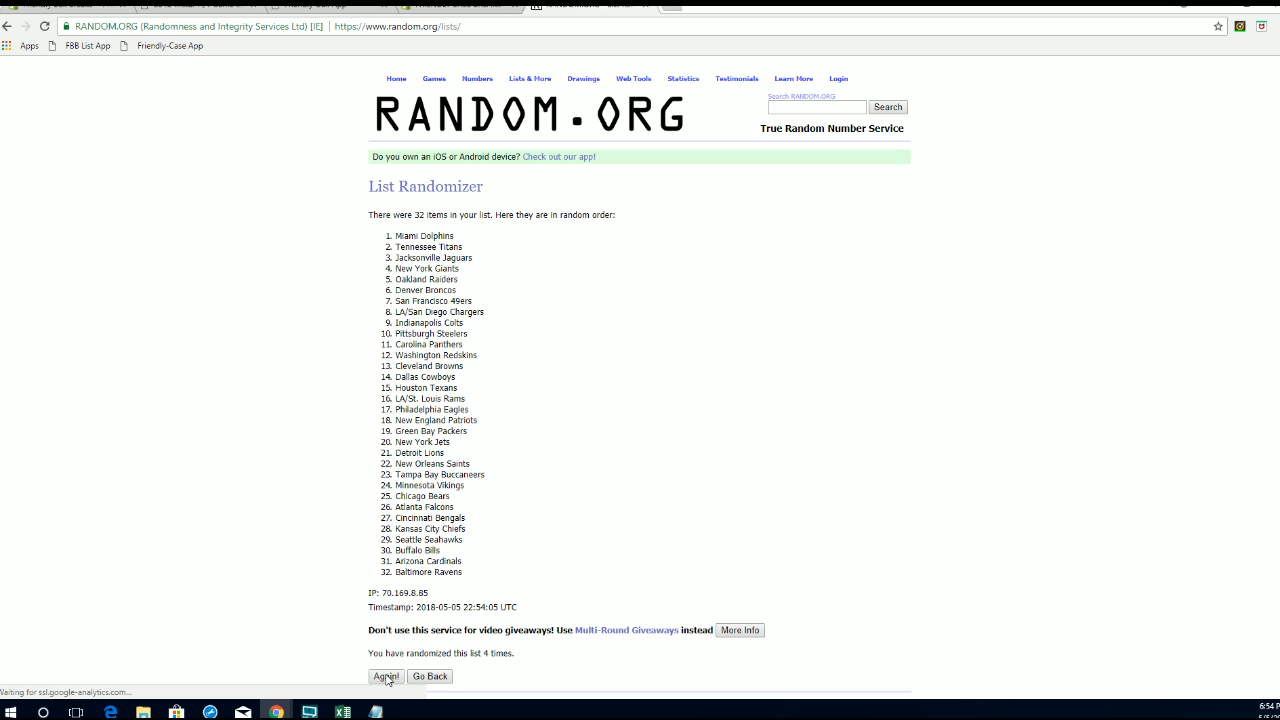 RANDOM.ORG (Randomness and Integrity Services Ltd) [IE] https://www.random.org/lists/
Apps FBB List App Friendly-Case App
Home Games Numbers Lists & More Drawings Web Tools Statistics Testimonials Learn More Login
Search RANDOM.ORG
RANDOM.ORG
Search
True Random Number Service
Do you own an iOS or Android device? Check out our app!
List Randomizer
There were 32 items in your list. Here they are in random order:
1. Miami Dolphins
2. Tennessee Titans
3. Jacksonville Jaguars
4. New York Giants
5. Oakland Raiders
6. Denver Broncos
7. San Francisco 49ers
8. LA/San Diego Chargers
9. Indianapolis Colts
10. Pittsburgh Steelers
11. Carolina Panthers
12. Washington Redskins
13. Cleveland Browns
14. Dallas Cowboys
15. Houston Texans
16. LA/St. Louis Rams
17. Philadelphia Eagles
18. New England Patriots
19. Green Bay Packers
20. New York Jets
21. Detroit Lions
22. New Orleans Saints
23. Tampa Bay Buccaneers
24. Minnesota Vikings
25. Chicago Bears
26. Atlanta Falcons
27. Cincinnati Bengals
28. Kansas City Chiefs
29. Seattle Seahawks
30. Buffalo Bills
31. Arizona Cardinals
32. Baltimore Ravens
IP: 70.169.8.85
Timestamp: 2018-05-05 22:54:05 UTC
Don't use this service for video giveaways! Use Multi-Round Giveaways instead More Info
You have randomized this list 4 times.
Again! Go Back
Waiting for ssl.google-analytics.com...
6:54